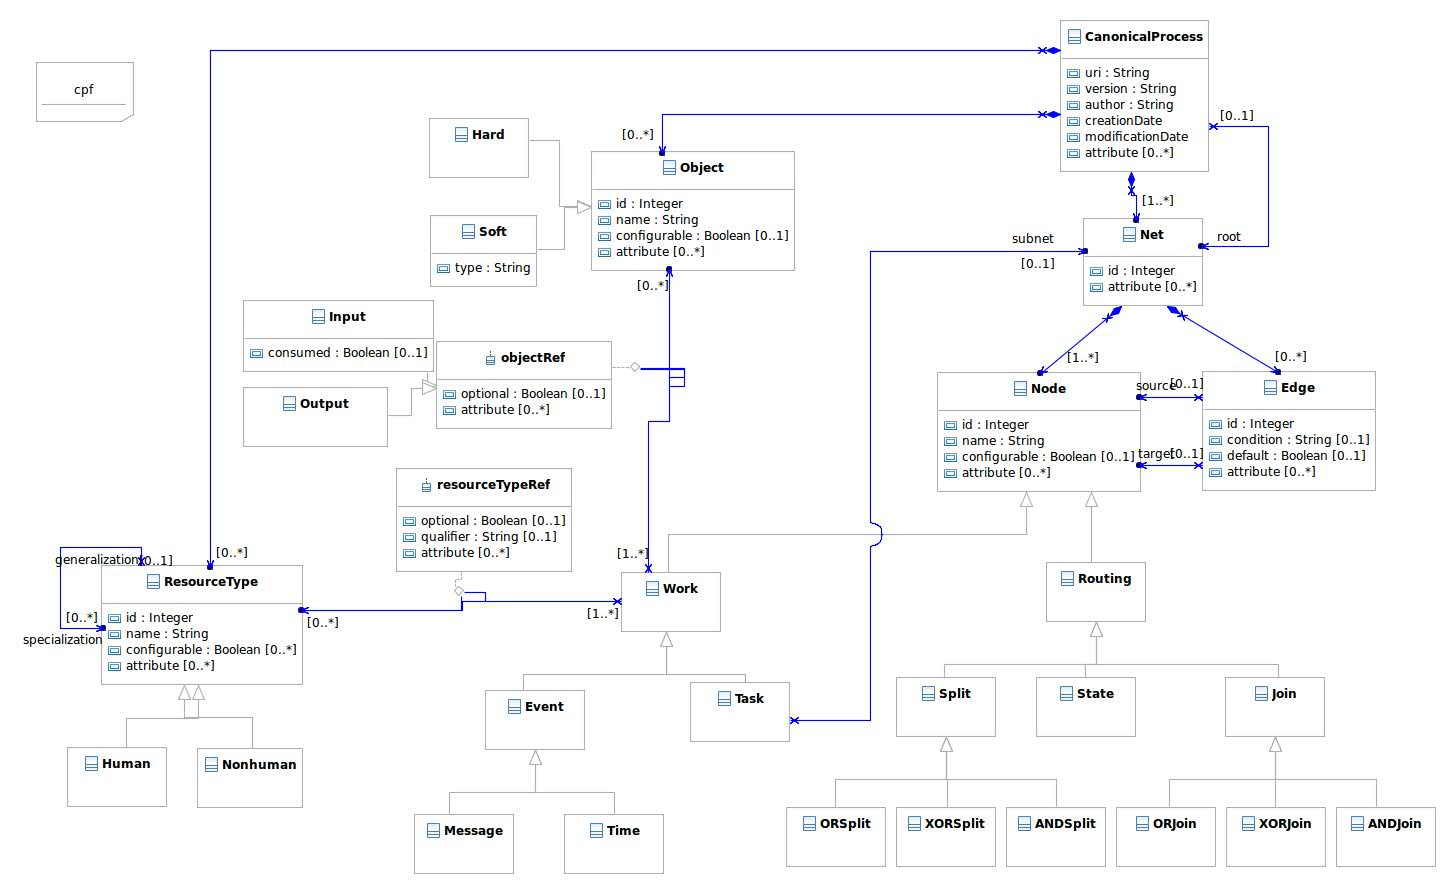 cpf
CanonicalProcess
uri : String
version : String
author : String
creationDate
modificationDate
attribute [0..*]
[0..1]
root
[1..*]
[0..*]
Hard
Object
id : Integer
name : String
configurable : Boolean [0..1]
attribute [0..*]
[0..*]
Soft
type : String
subnet
[0..1]
Net
id : Integer
attribute [0..*]
[1..*]
[0..*]
Input
consumed : Boolean [0..1]
objectRef
optional : Boolean [0..1]
attribute [0..*]
Output
Node
id : Integer
name : String
configurable : Boolean [0..1]
attribute [0..*]
source
[0..1]
target
[0..1]
Edge
id : Integer
condition : String [0..1]
default : Boolean [0..1]
attribute [0..*]
resourceTypeRef
optional : Boolean [0..1]
qualifier : String [0..1]
attribute [0..*]
generalization
[0..1]
[0..*]
ResourceType
id : Integer
name : String
configurable : Boolean [0..*]
attribute [0..*]
[0..*]
specialization
[0..*]
[1..*]
[1..*]
Work
Routing
Human
Nonhuman
Event
Task
Split
State
Join
Message
Time
ORSplit
XORSplit
ANDSplit
ORJoin
XORJoin
ANDJoin